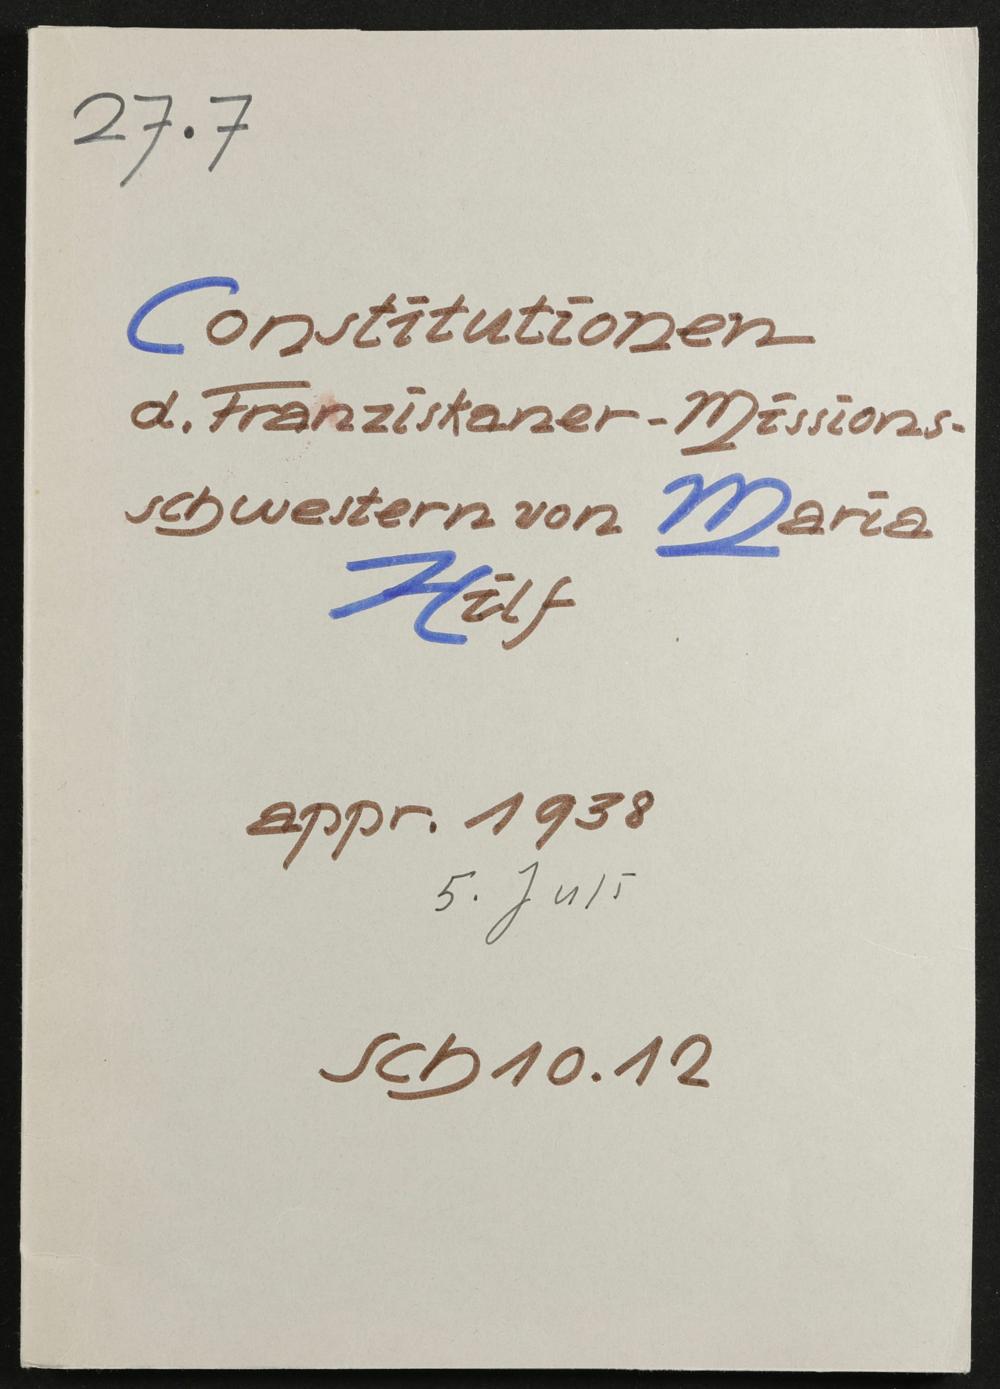 27.7
Constitutionen
d. Franziskaner-Missions-
schwestern von Maria
Hilf
appr. 1938
5. Juli
Sch 10.12